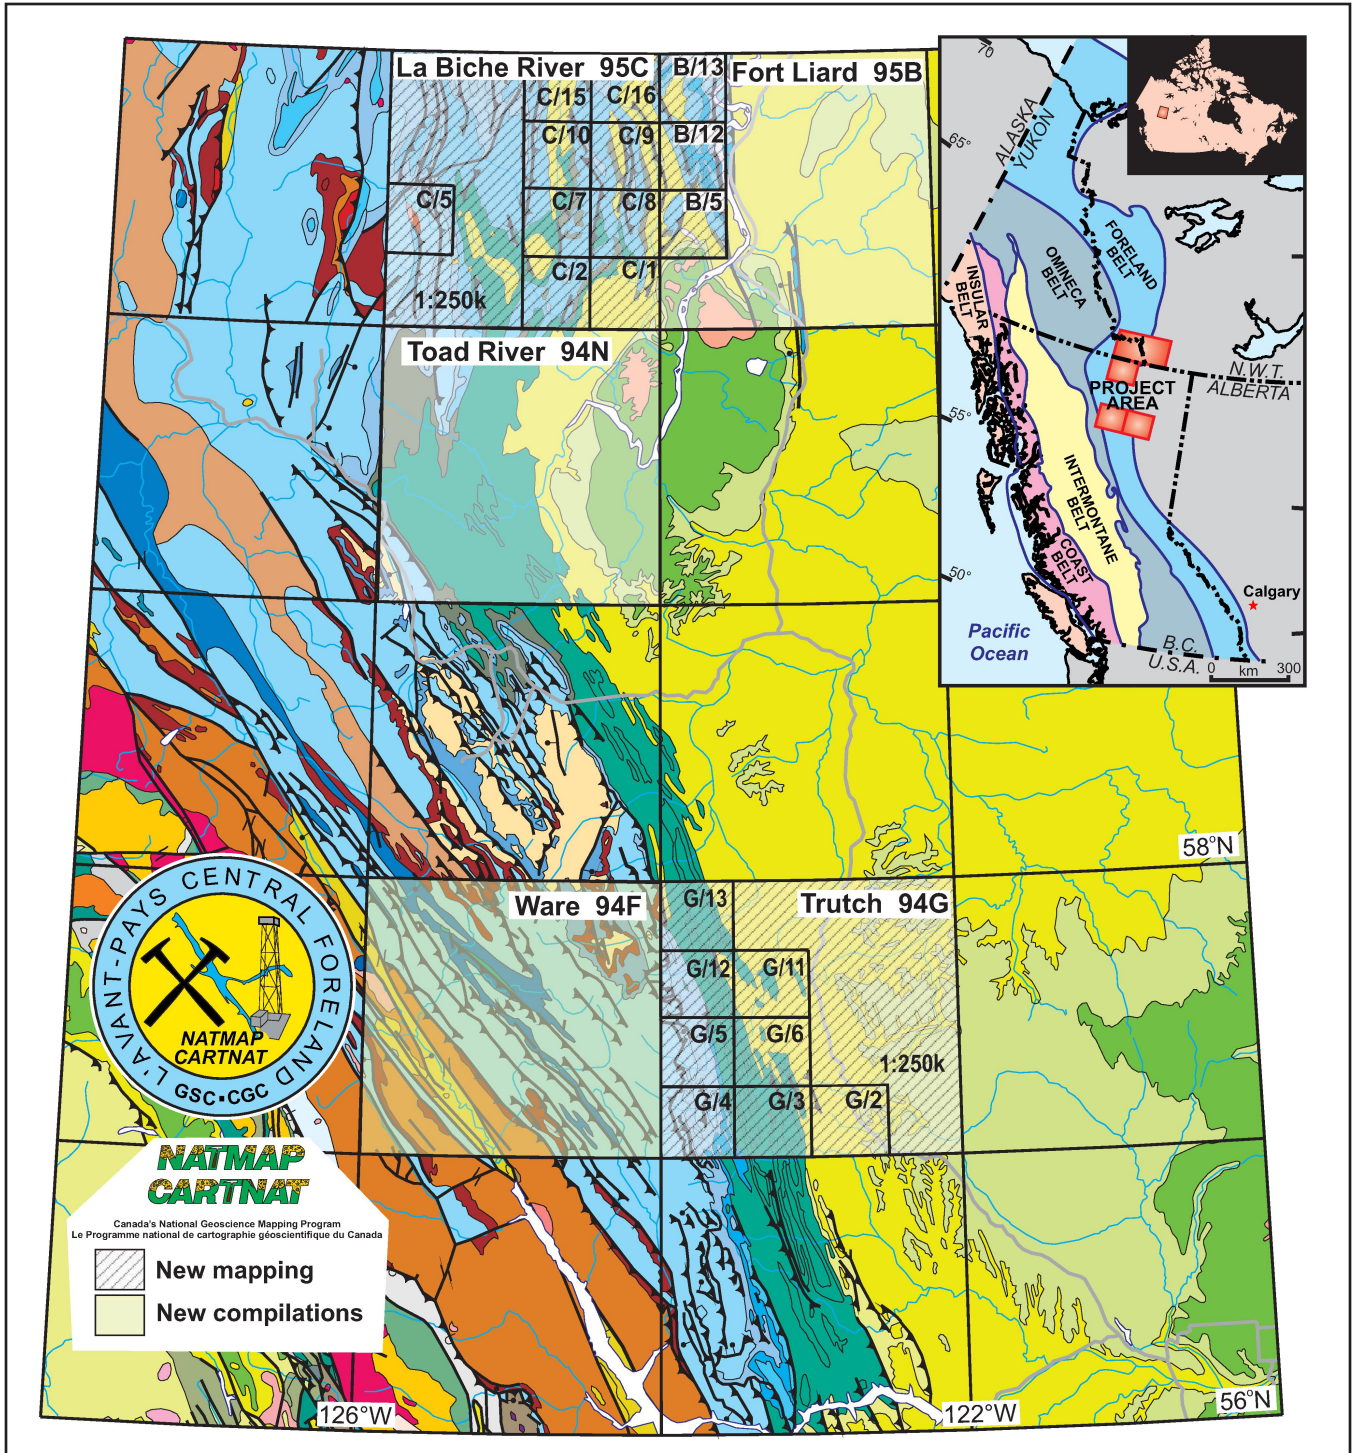 La Biche River 95C
B/13
Fort Liard 95B
C/15
C/16
C/10
C/9
B/12
C/5
C/7
C/8
B/5
C/2
C/1
1:250k
Toad River 94N
70
65°
55°
50°
ALASKA
YUKON
FORELAND
BELT
OMINECA
BELT
INSULAR
BELT
N.W.T.
ALBERTA
PROJECT
AREA
INTERMONTANE
BELT
COAST
BELT
Calgary
Pacific
Ocean
B.C.
U.S.A.
0 km 300
58°N
Ware 94F
G/13
Trutch 94G
G/12
G/11
G/5
G/6
1:250k
G/4
G/3
G/2
L'AVANT-PAYS CENTRAL FORELAND
NATMAP
CARTNAT
GSC•CGC
NATMAP
CARTNAT
Canada's National Geoscience Mapping Program
Le Programme national de cartographie géoscientifique du Canada
New mapping
New compilations
126°W
122°W
56°N